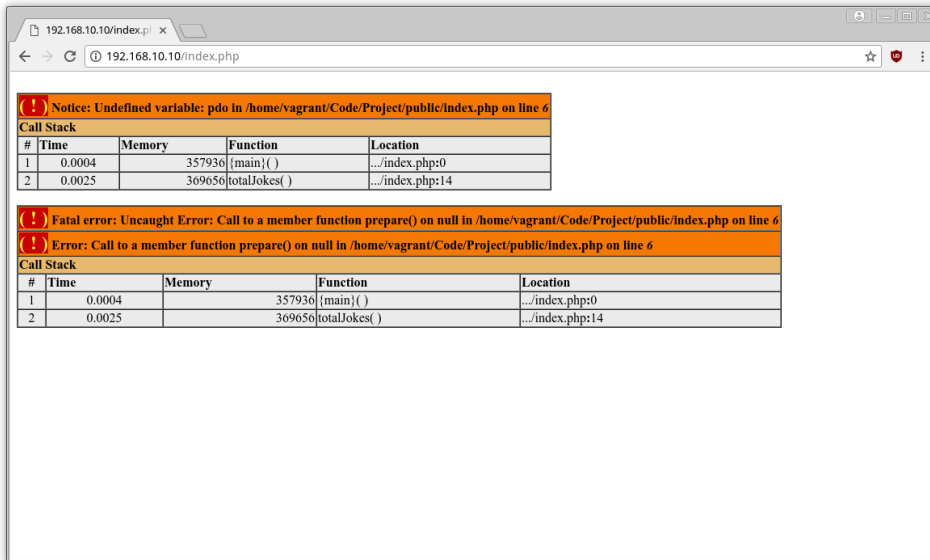 192.168.10.10/index.p
192.168.10.10/index.php
( ! ) Notice: Undefined variable: pdo in /home/vagrant/Code/Project/public/index.php on line 6
Call Stack
# Time Memory Function Location
1 0.0004 357936 {main}( ) .../index.php:0
2 0.0025 369656 totalJokes( ) .../index.php:14
( ! ) Fatal error: Uncaught Error: Call to a member function prepare() on null in /home/vagrant/Code/Project/public/index.php on line 6
( ! ) Error: Call to a member function prepare() on null in /home/vagrant/Code/Project/public/index.php on line 6
Call Stack
# Time Memory Function Location
1 0.0004 357936 {main}( ) .../index.php:0
2 0.0025 369656 totalJokes( ) .../index.php:14